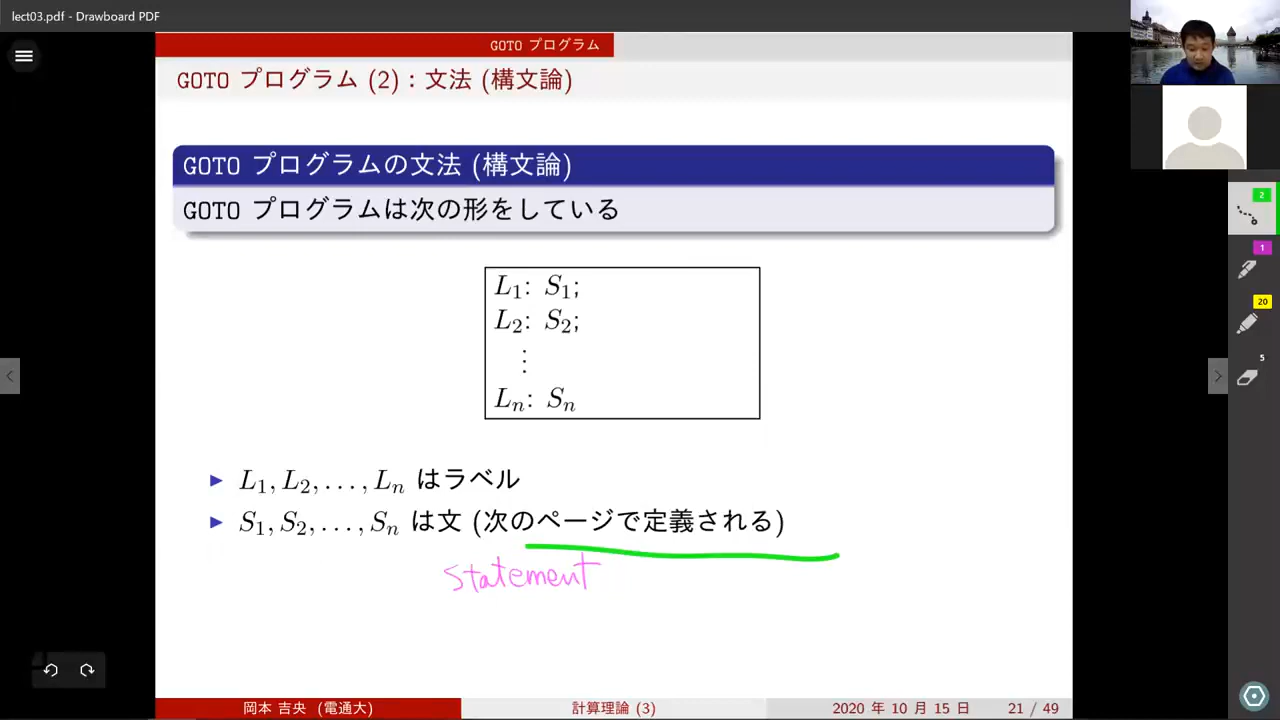 lect03.pdf - Drawboard PDF
GOTO プログラム
GOTO プログラム (2) : 文法 (構文論)
GOTO プログラムの文法 (構文論)
GOTO プログラムは次の形をしている
L₁: S₁;
L₂: S₂;
⋮
Lₙ: Sₙ
▶ L₁, L₂, . . . , Lₙ はラベル
▶ S₁, S₂, . . . , Sₙ は文 (次のページで定義される)
statement
岡本 吉央 (電通大)
計算理論 (3)
2020 年 10 月 15 日
21 / 49
2
1
20
5